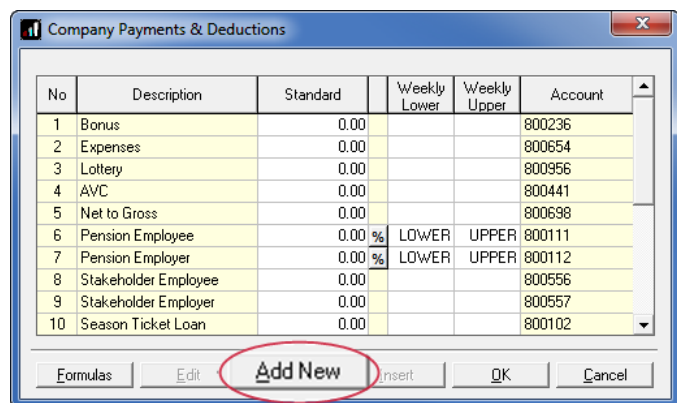 Company Payments & Deductions
No Description Standard Weekly Lower Weekly Upper Account
1 Bonus 0.00 800236
2 Expenses 0.00 800654
3 Lottery 0.00 800956
4 AVC 0.00 800441
5 Net to Gross 0.00 800698
6 Pension Employee 0.00 % LOWER UPPER 800111
7 Pension Employer 0.00 % LOWER UPPER 800112
8 Stakeholder Employee 0.00 800556
9 Stakeholder Employer 0.00 800557
10 Season Ticket Loan 0.00 800102
Formulas Edit Add New Insert OK Cancel